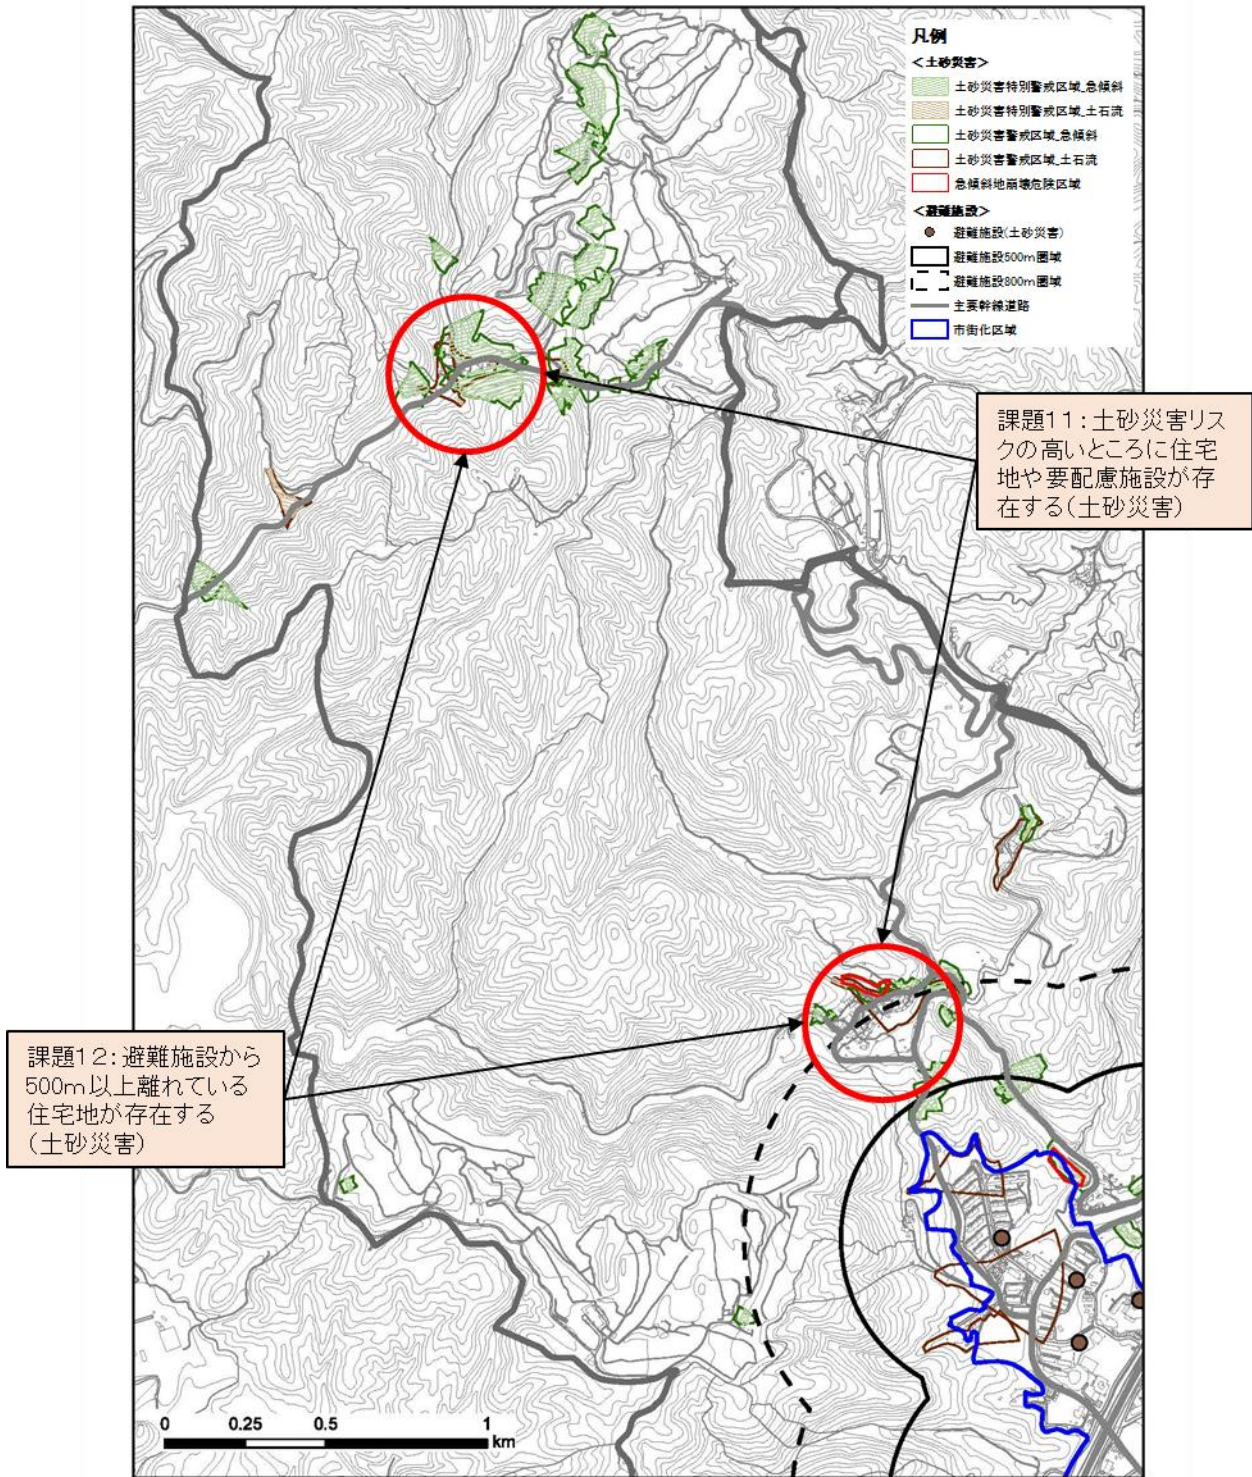 凡例
＜土砂災害＞
土砂災害特別警戒区域_急傾斜
土砂災害特別警戒区域_土石流
土砂災害警戒区域_急傾斜
土砂災害警戒区域_土石流
急傾斜地崩壊危険区域
＜避難施設＞
避難施設(土砂災害)
避難施設500m圏域
避難施設800m圏域
主要幹線道路
市街化区域
課題11：土砂災害リス
クの高いところに住宅
地や要配慮施設が存
在する（土砂災害）
課題12：避難施設から
500m以上離れている
住宅地が存在する
（土砂災害）
0 0.25 0.5 1
km